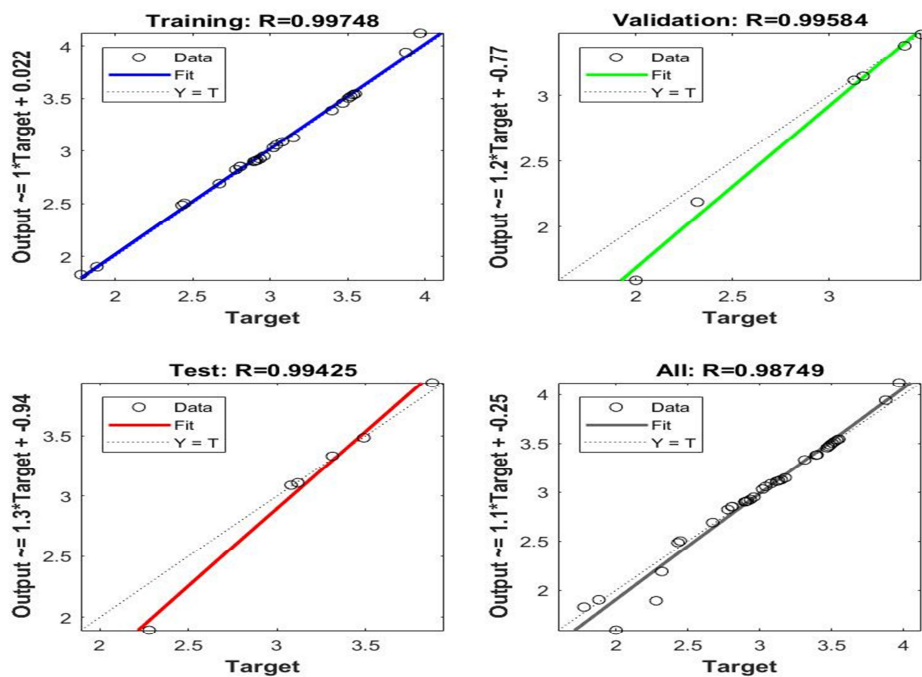 Training: R=0.99748
Output ~= 1*Target + 0.022
4
3.5
3
2.5
2
Data
Fit
Y = T
2
2.5
3
3.5
4
Target
Validation: R=0.99584
Output ~= 1.2*Target + -0.77
3
2.5
2
Data
Fit
Y = T
2
2.5
3
Target
Test: R=0.99425
Output ~= 1.3*Target + -0.94
3.5
3
2.5
2
Data
Fit
Y = T
2
2.5
3
3.5
Target
All: R=0.98749
Output ~= 1.1*Target + -0.25
4
3.5
3
2.5
2
Data
Fit
Y = T
2
2.5
3
3.5
4
Target